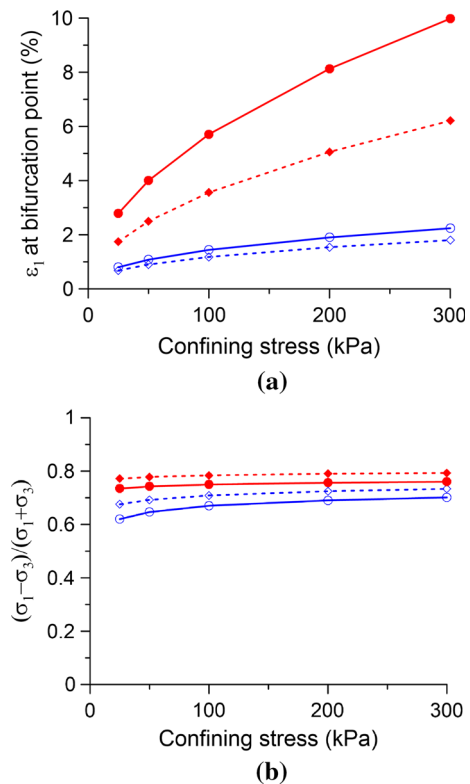 10
8
6
4
2
0
ε₁ at bifurcation point (%)
0 100 200 300
Confining stress (kPa)
(a)
1
0.8
0.6
0.4
0.2
0
(σ₁−σ₃)/(σ₁+σ₃)
0 100 200 300
Confining stress (kPa)
(b)